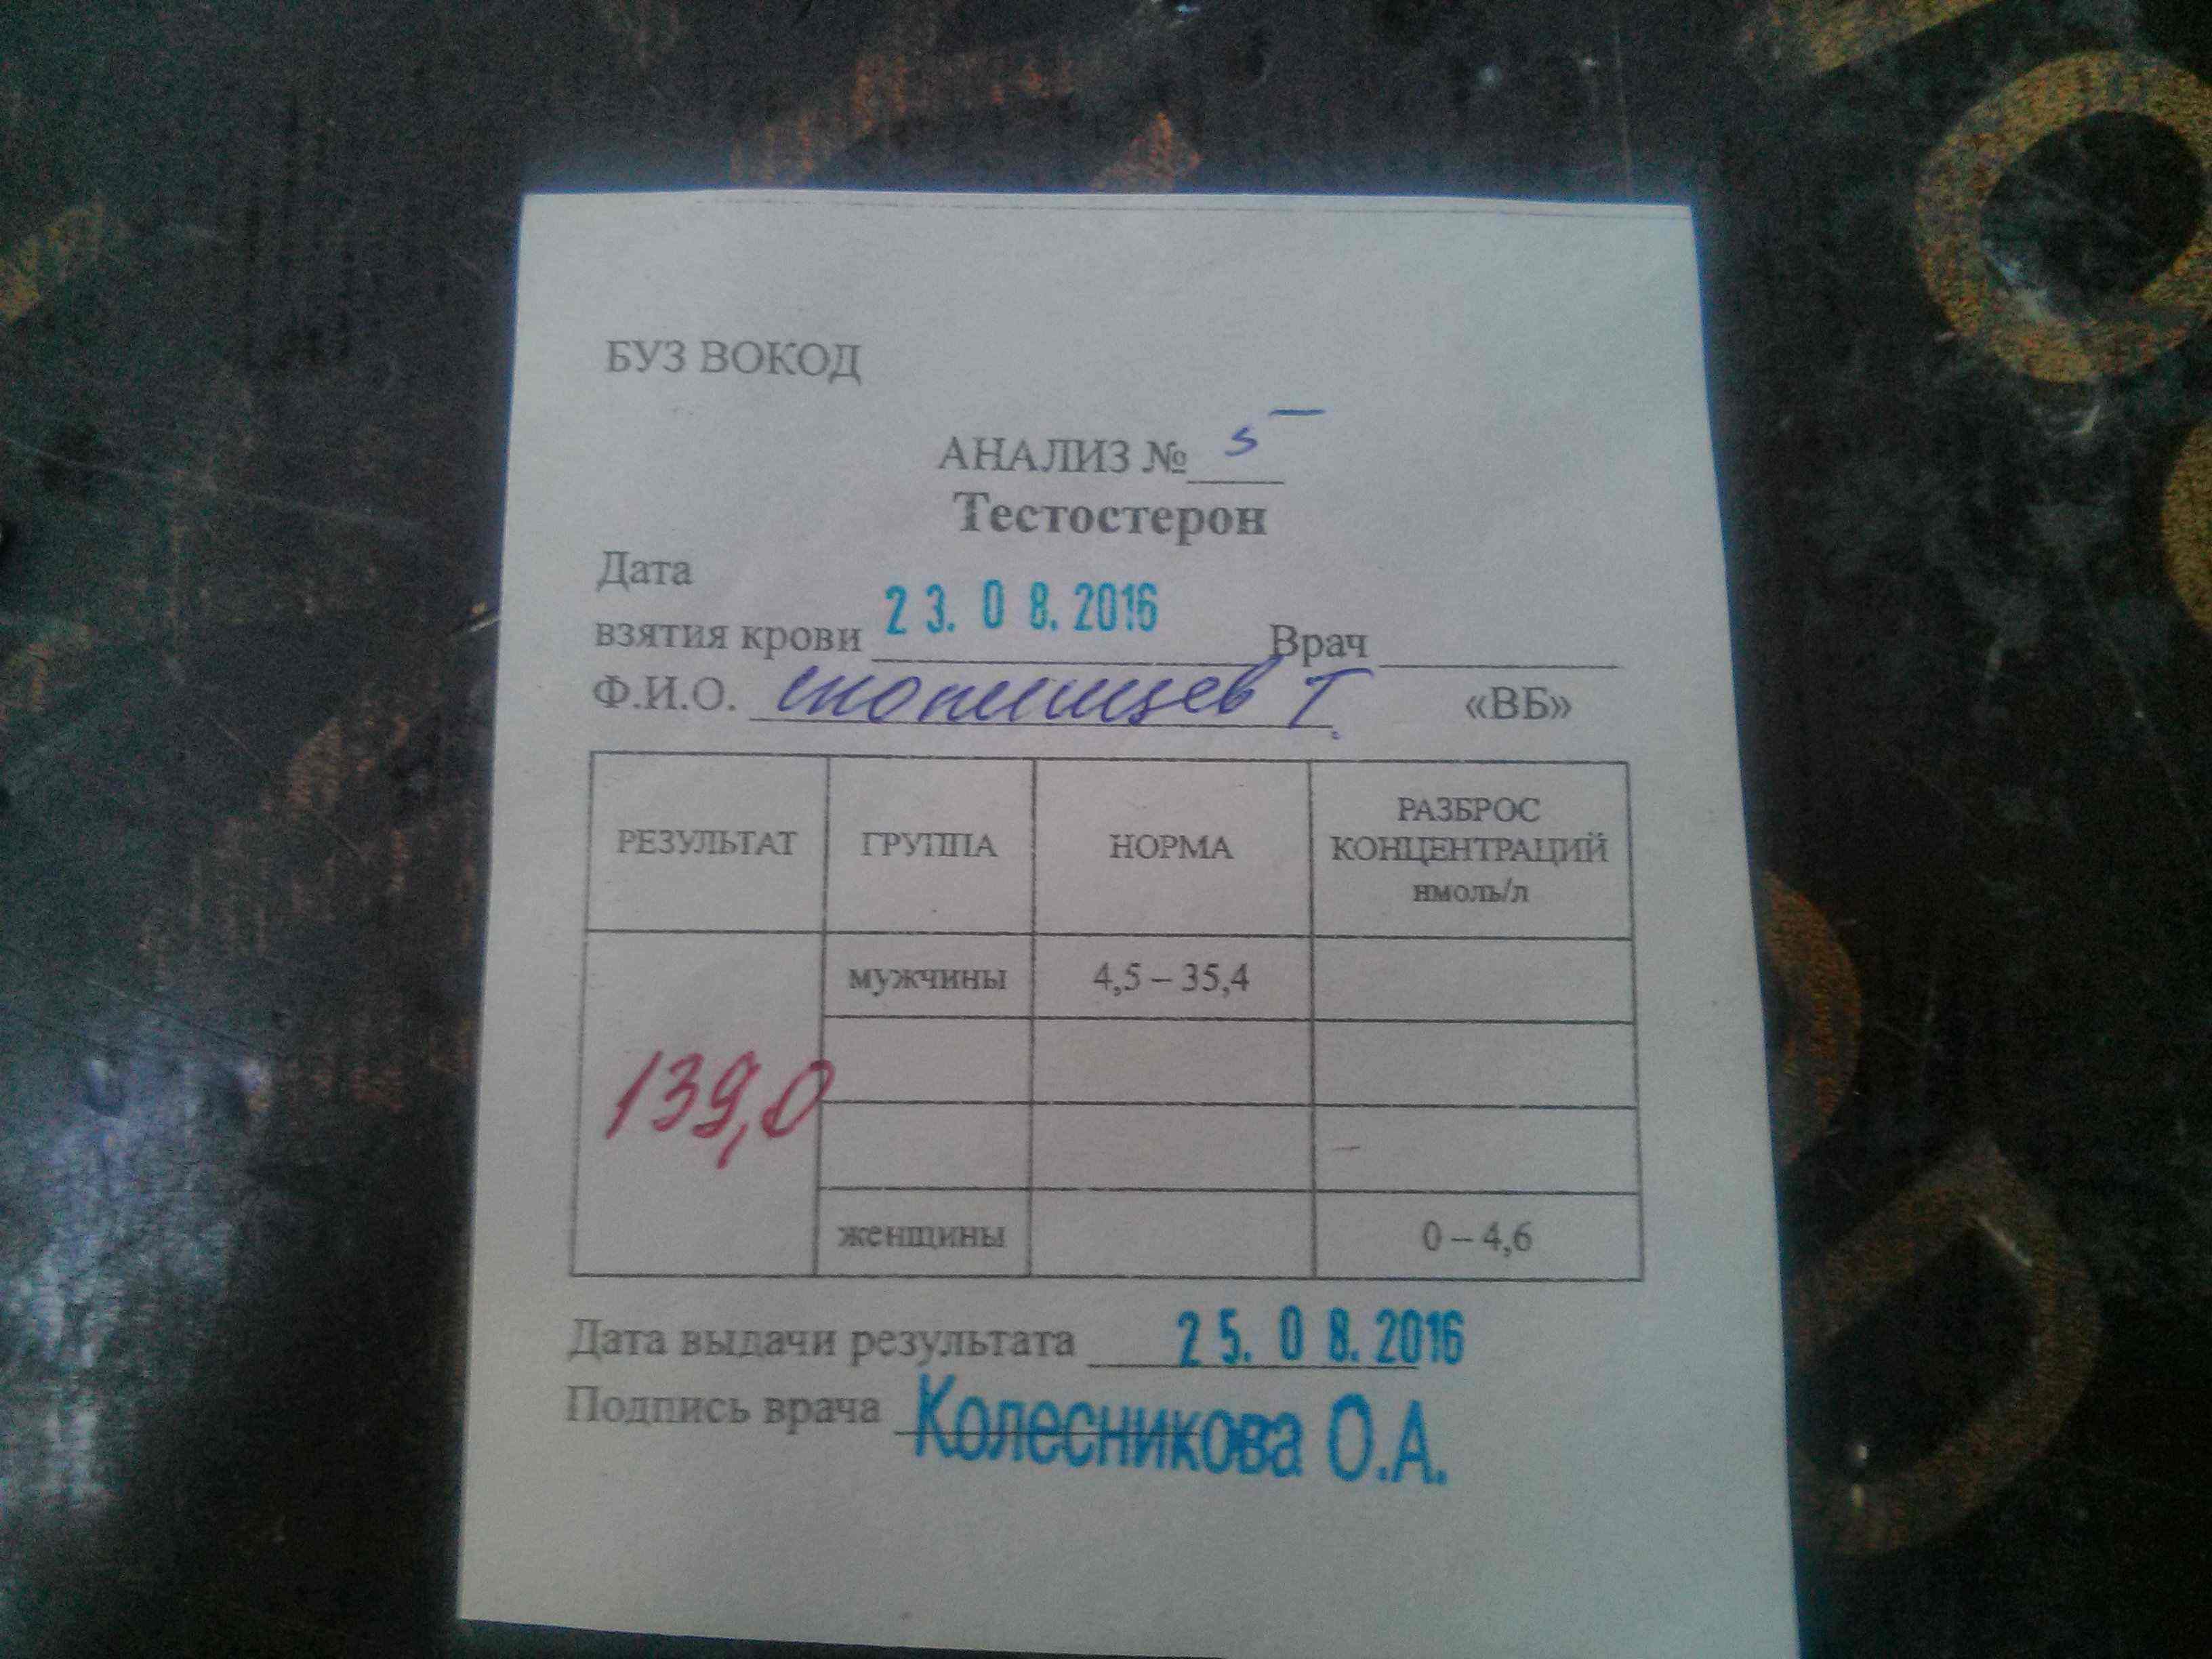 БУЗ ВОКОД
АНАЛИЗ № 5
Тестостерон
Дата
взятия крови 23.08.2016 Врач
Ф.И.О. Т. «ВБ»
РЕЗУЛЬТАТ ГРУППА НОРМА РАЗБРОС КОНЦЕНТРАЦИЙ нмоль/л
мужчины 4,5 – 35,4
139,0
женщины 0 – 4,6
Дата выдачи результата 25.08.2016
Подпись врача Колесникова О.А.